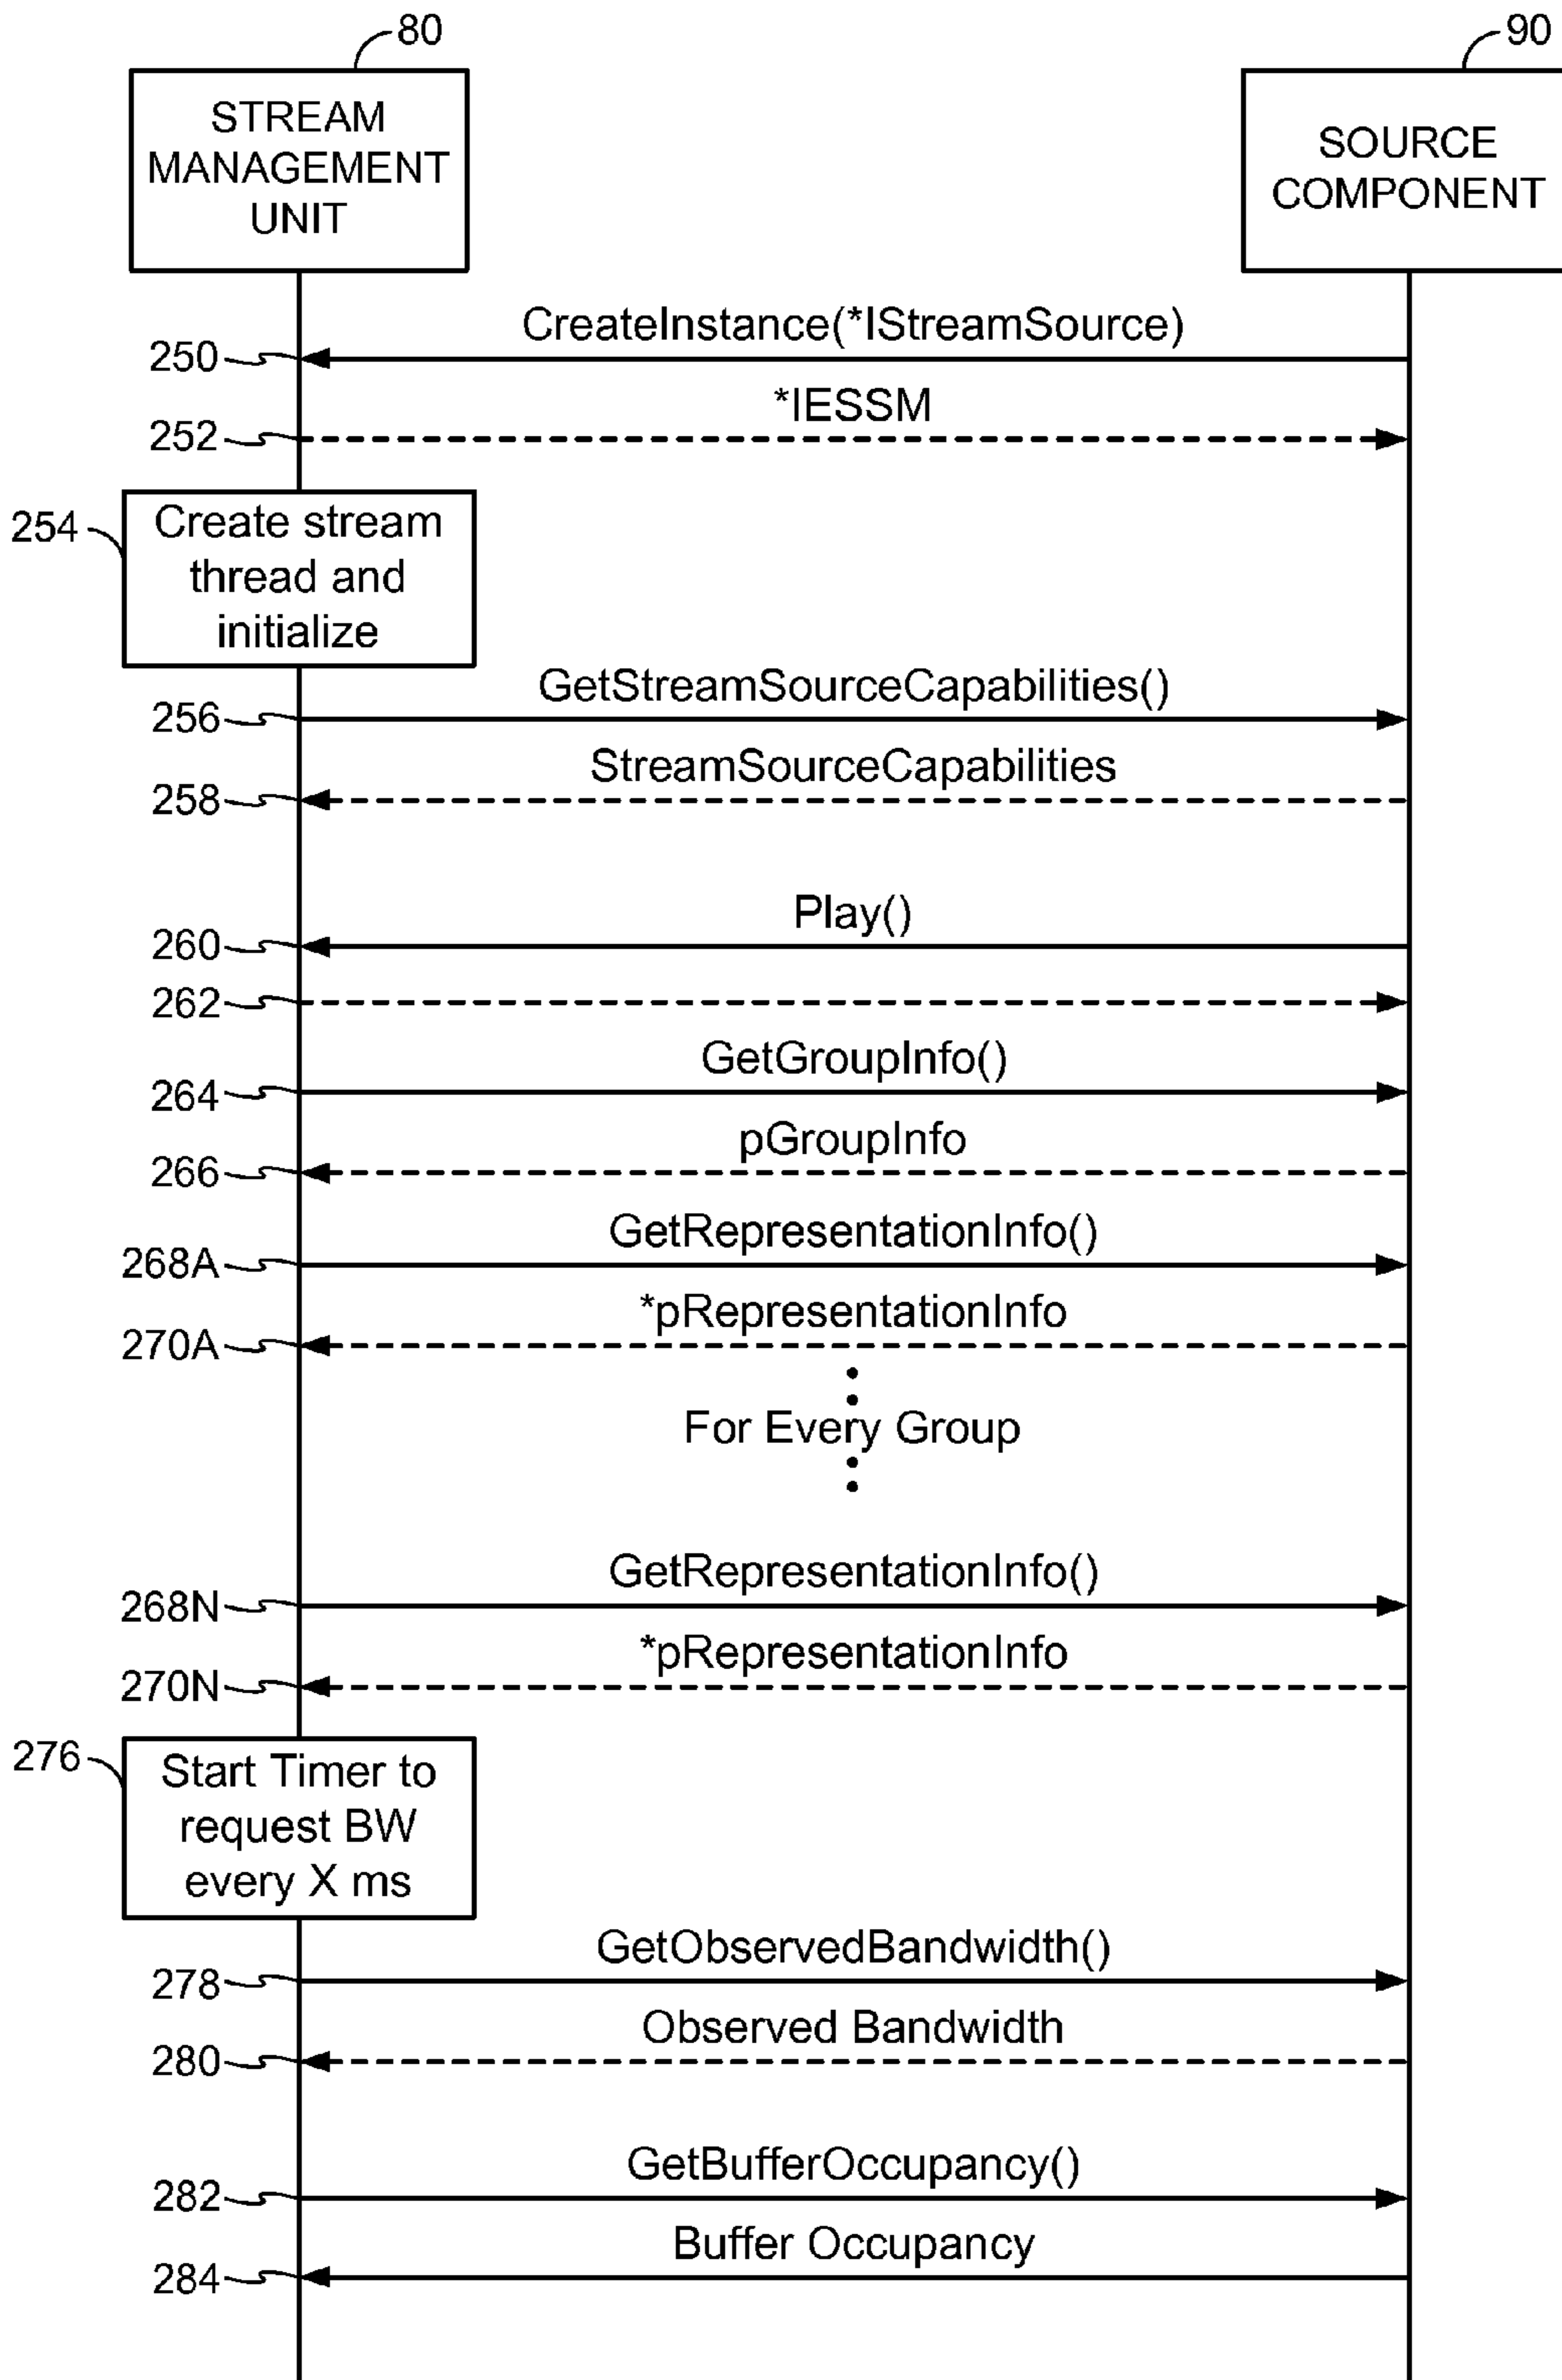 80
90
STREAM
MANAGEMENT
UNIT
SOURCE
COMPONENT
CreateInstance(*IStreamSource)
250
*IESSM
252
254
Create stream
thread and
initialize
GetStreamSourceCapabilities()
256
StreamSourceCapabilities
258
Play()
260
262
GetGroupInfo()
264
pGroupInfo
266
GetRepresentationInfo()
268A
*pRepresentationInfo
270A
For Every Group
GetRepresentationInfo()
268N
*pRepresentationInfo
270N
276
Start Timer to
request BW
every X ms
GetObservedBandwidth()
278
Observed Bandwidth
280
GetBufferOccupancy()
282
Buffer Occupancy
284